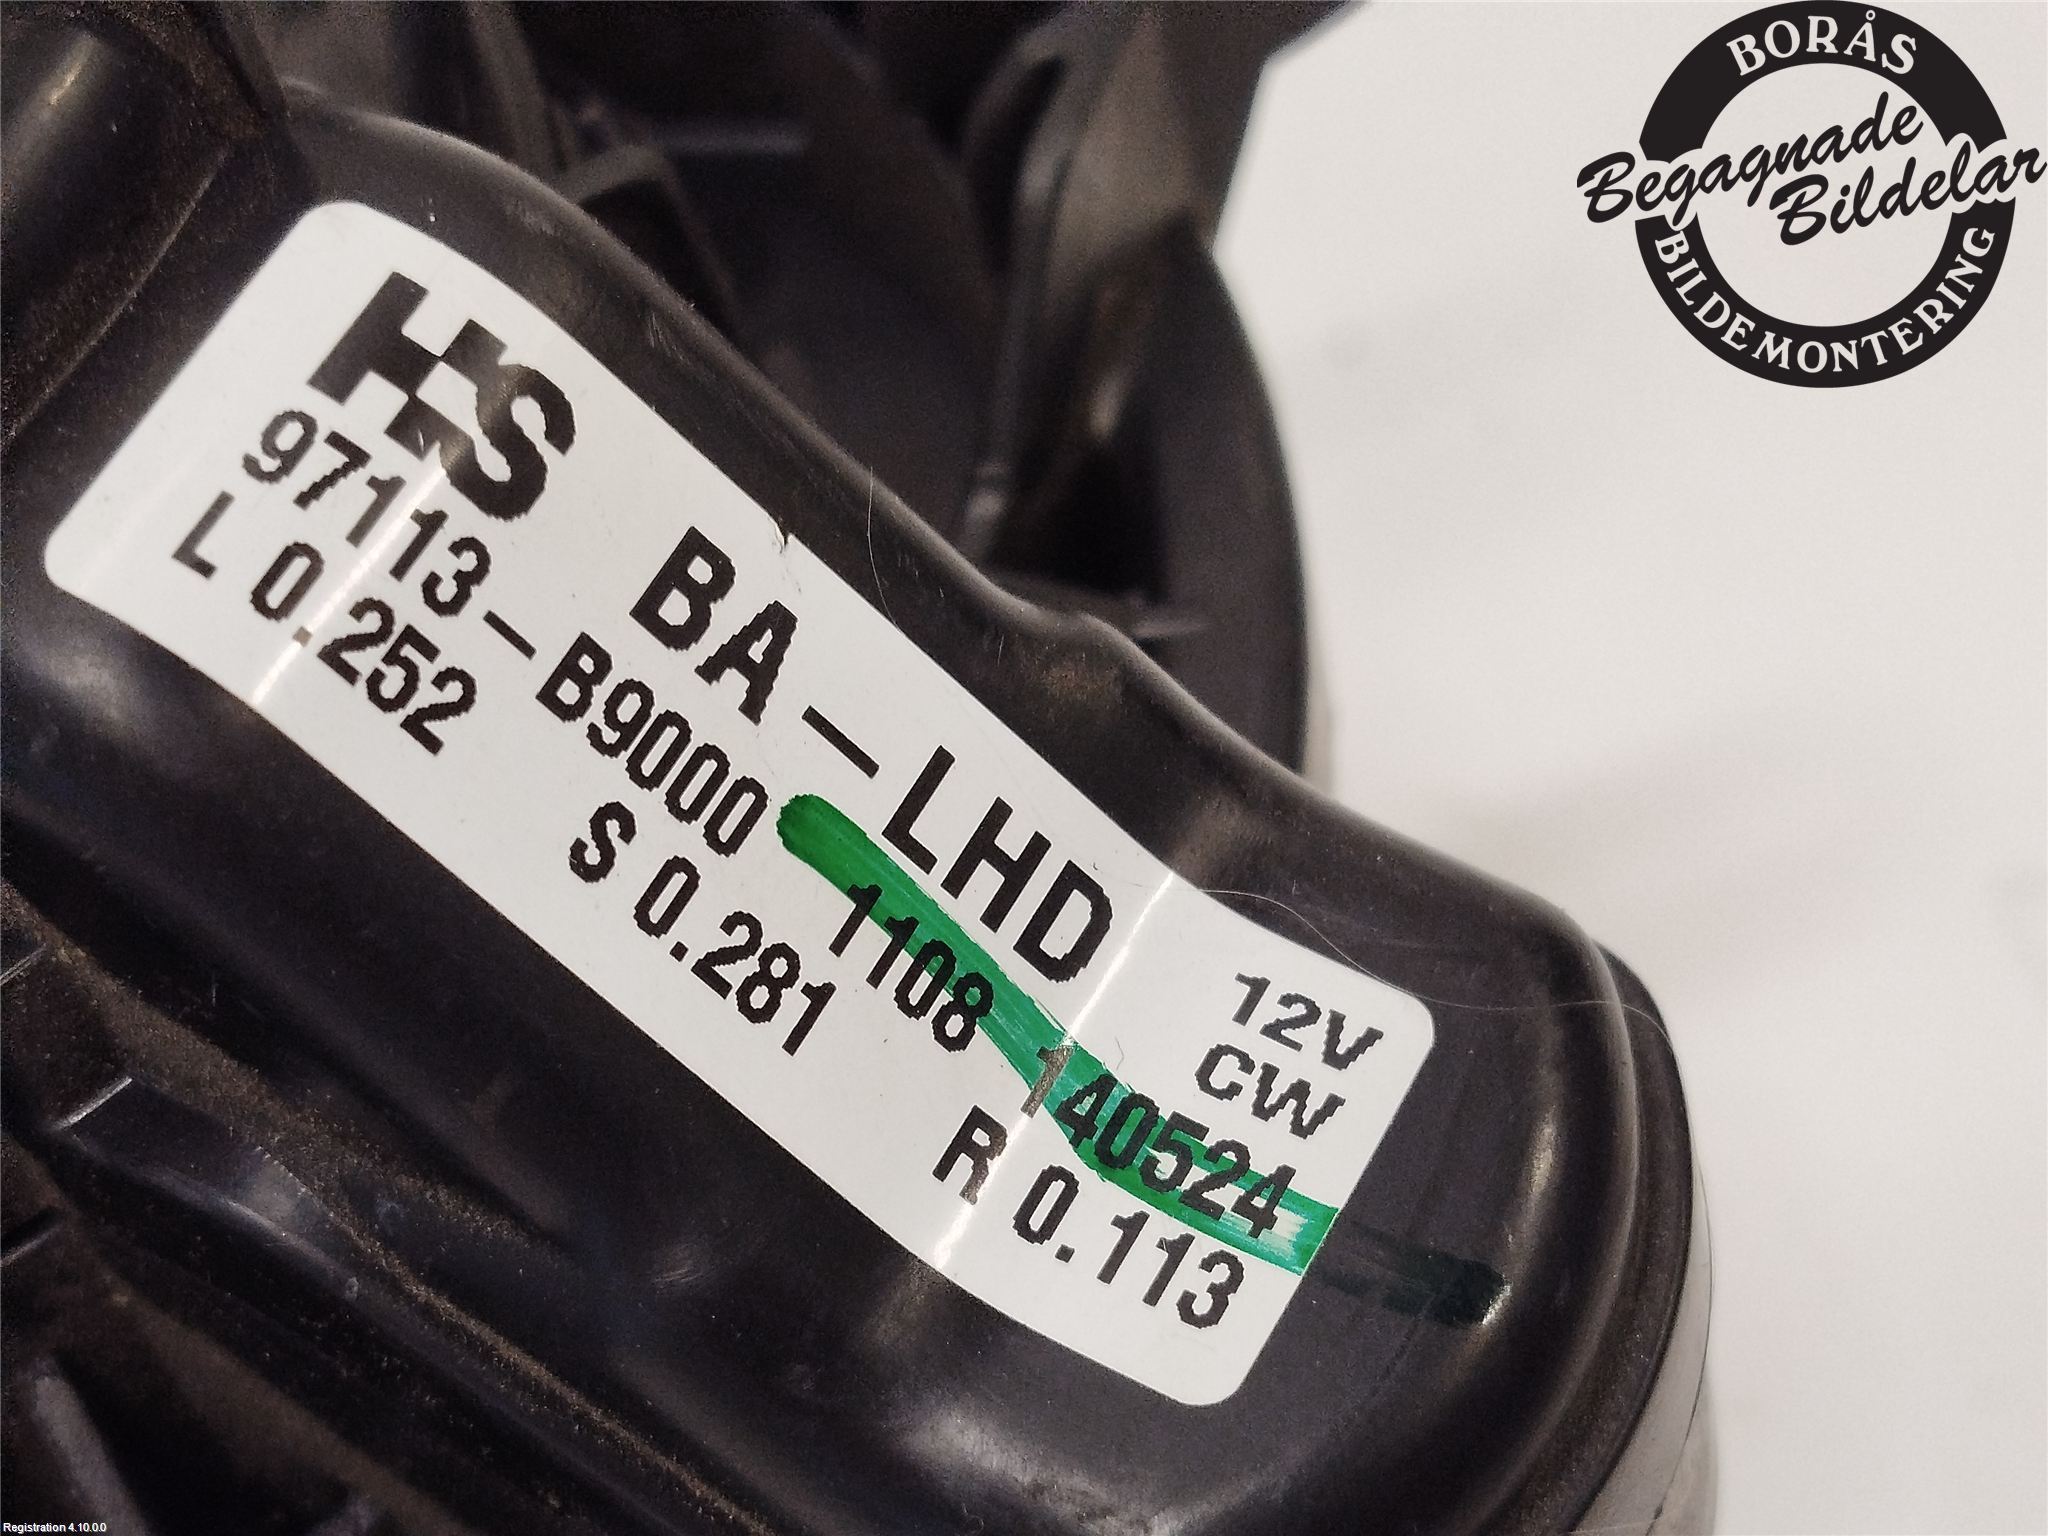 BORÅS
Begagnade
Bildelar
BILDEMONTERING
HS BA-LHD 12V
CW
97113-B9000 1108 140524
L 0.252 S 0.281 R 0.113
Registration 4.10.0.0